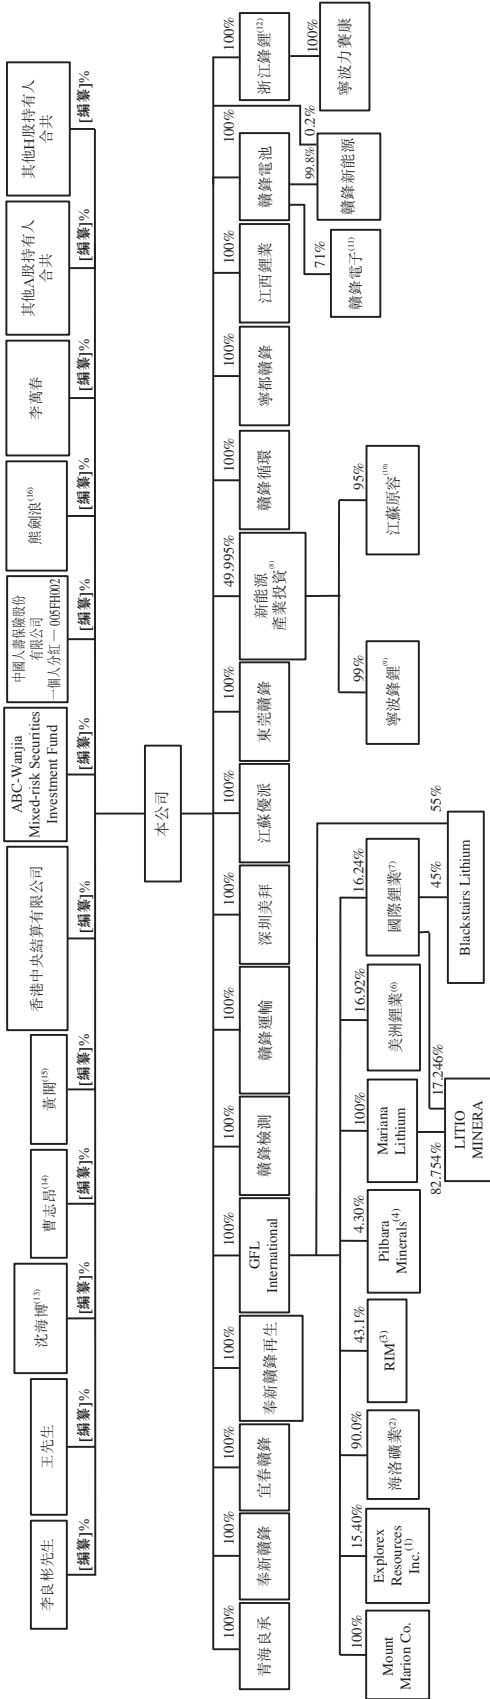 李良彬先生
王先生
沈海博(13)
曹志昂(14)
黃聞(15)
香港中央結算有限公司
ABC-Wanjia
Mixed-risk Securities
Investment Fund
中國人壽保險股份
有限公司
一個人分紅 — 005FH002
熊劍浪(16)
李萬春
其他A股持有人
合共
其他H股持有人
合共
[編纂]%
[編纂]%
[編纂]%
[編纂]%
[編纂]%
[編纂]%
[編纂]%
[編纂]%
[編纂]%
[編纂]%
[編纂]%
[編纂]%
本公司
100%
100%
100%
100%
100%
100%
100%
100%
100%
100%
49.995%
100%
100%
100%
100%
100%
青海良承
奉新贛鋒
宜春贛鋒
奉新贛鋒再生
GFL
International
贛鋒檢測
贛鋒運輸
深圳美拜
江蘇優派
東莞贛鋒
新能源
產業投資(8)
贛鋒循環
寧都贛鋒
江西鋰業
贛鋒電池
浙江鋒鋰(12)
99%
95%
71%
99.8%
0.2%
100%
寧波鋒鋰(9)
江蘇原容(10)
贛鋒電子(11)
贛鋒新能源
寧波力賽康
100%
15.40%
90.0%
43.1%
4.30%
100%
16.92%
16.24%
55%
Mount
Marion Co.
Explorex
Resources
Inc.(1)
海洛礦業(2)
RIM(3)
Pilbara
Minerals(4)
Mariana
Lithium
美洲鋰業(6)
國際鋰業(7)
82.754%
17.246%
45%
LITIO
MINERA
Blackstairs Lithium